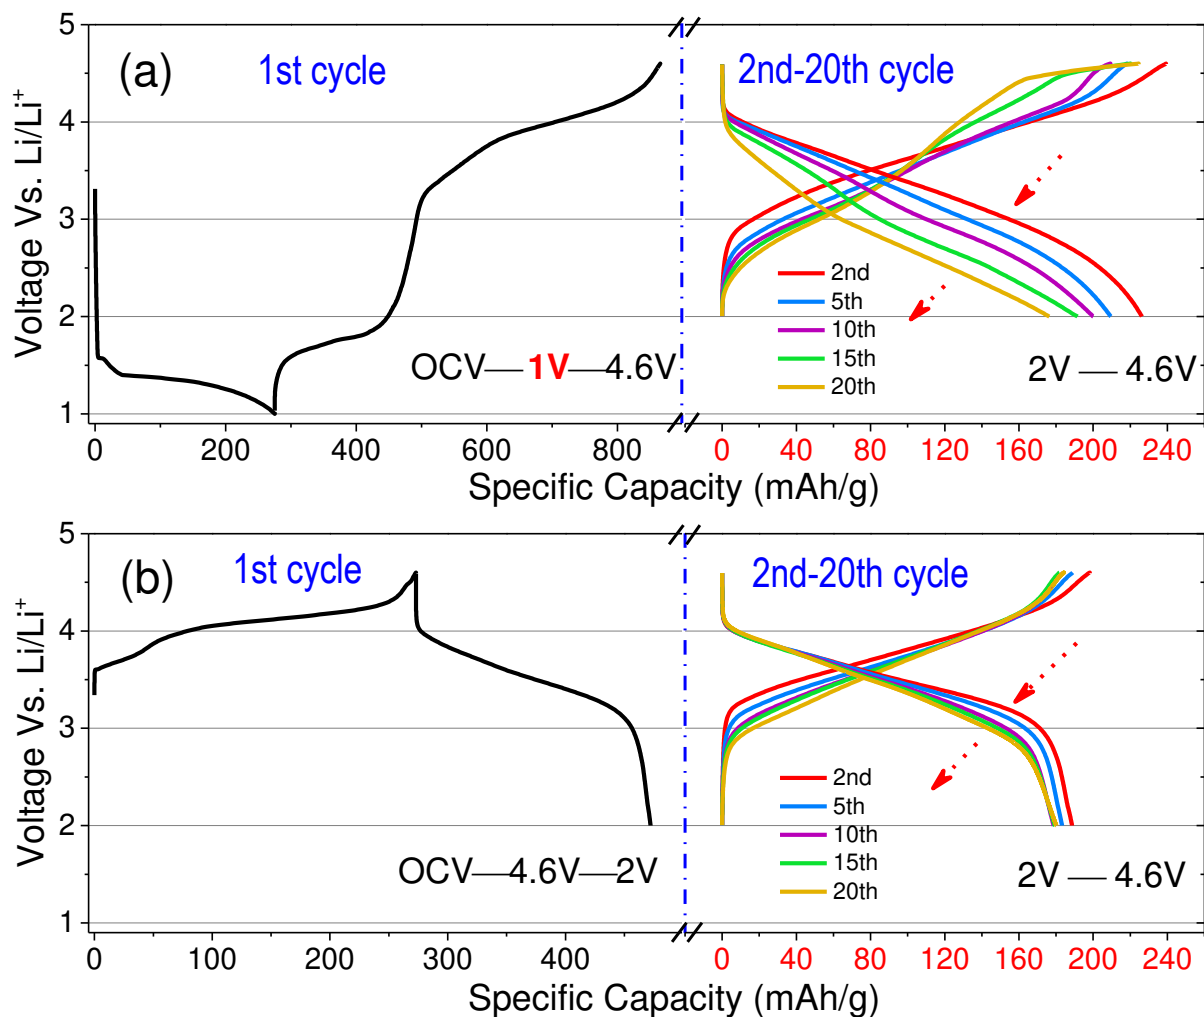 (a)
1st cycle
2nd-20th cycle
Voltage Vs. Li/Li⁺
5
4
3
2
1
OCV—1V—4.6V
2nd
5th
10th
15th
20th
2V — 4.6V
0 200 400 600 800
0 40 80 120 160 200 240
Specific Capacity (mAh/g)
(b)
1st cycle
2nd-20th cycle
Voltage Vs. Li/Li⁺
5
4
3
2
1
2nd
5th
10th
15th
20th
OCV—4.6V—2V
2V — 4.6V
0 100 200 300 400
0 40 80 120 160 200 240
Specific Capacity (mAh/g)